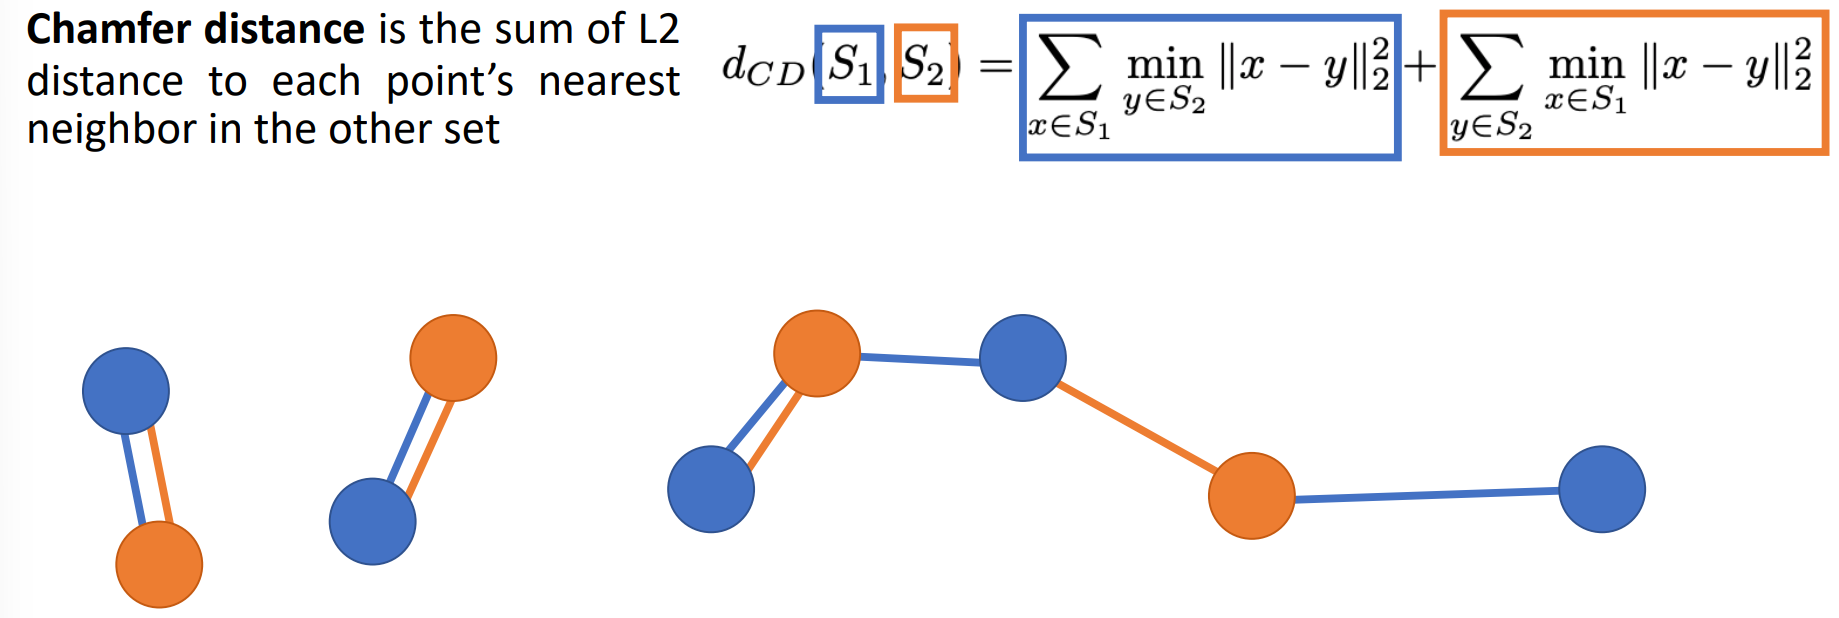 Chamfer distance is the sum of L2
distance to each point's nearest
neighbor in the other set
d_{CD}(S_1, S_2) = \sum_{x \in S_1} \min_{y \in S_2} \|x - y\|_2^2 + \sum_{y \in S_2} \min_{x \in S_1} \|x - y\|_2^2